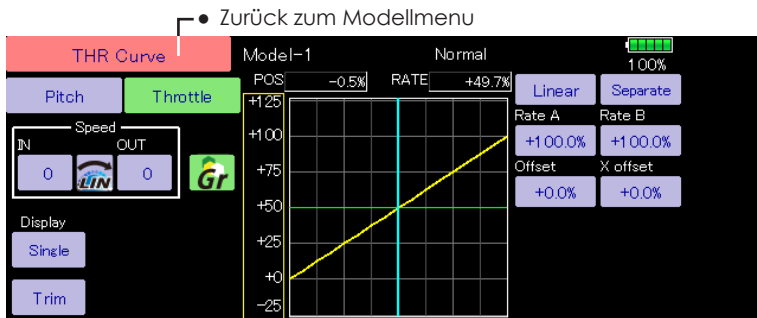 Zurück zum Modellmenu
THR Curve
Model-1
Normal
100%
Pitch
Throttle
POS
-0.5%
RATE
+49.7%
Linear
Separate
Speed
IN
OUT
0
LIN
0
Gr
+125
+100
+75
+50
+25
+0
-25
Rate A
Rate B
+100.0%
+100.0%
Offset
X offset
+0.0%
+0.0%
Display
Single
Trim